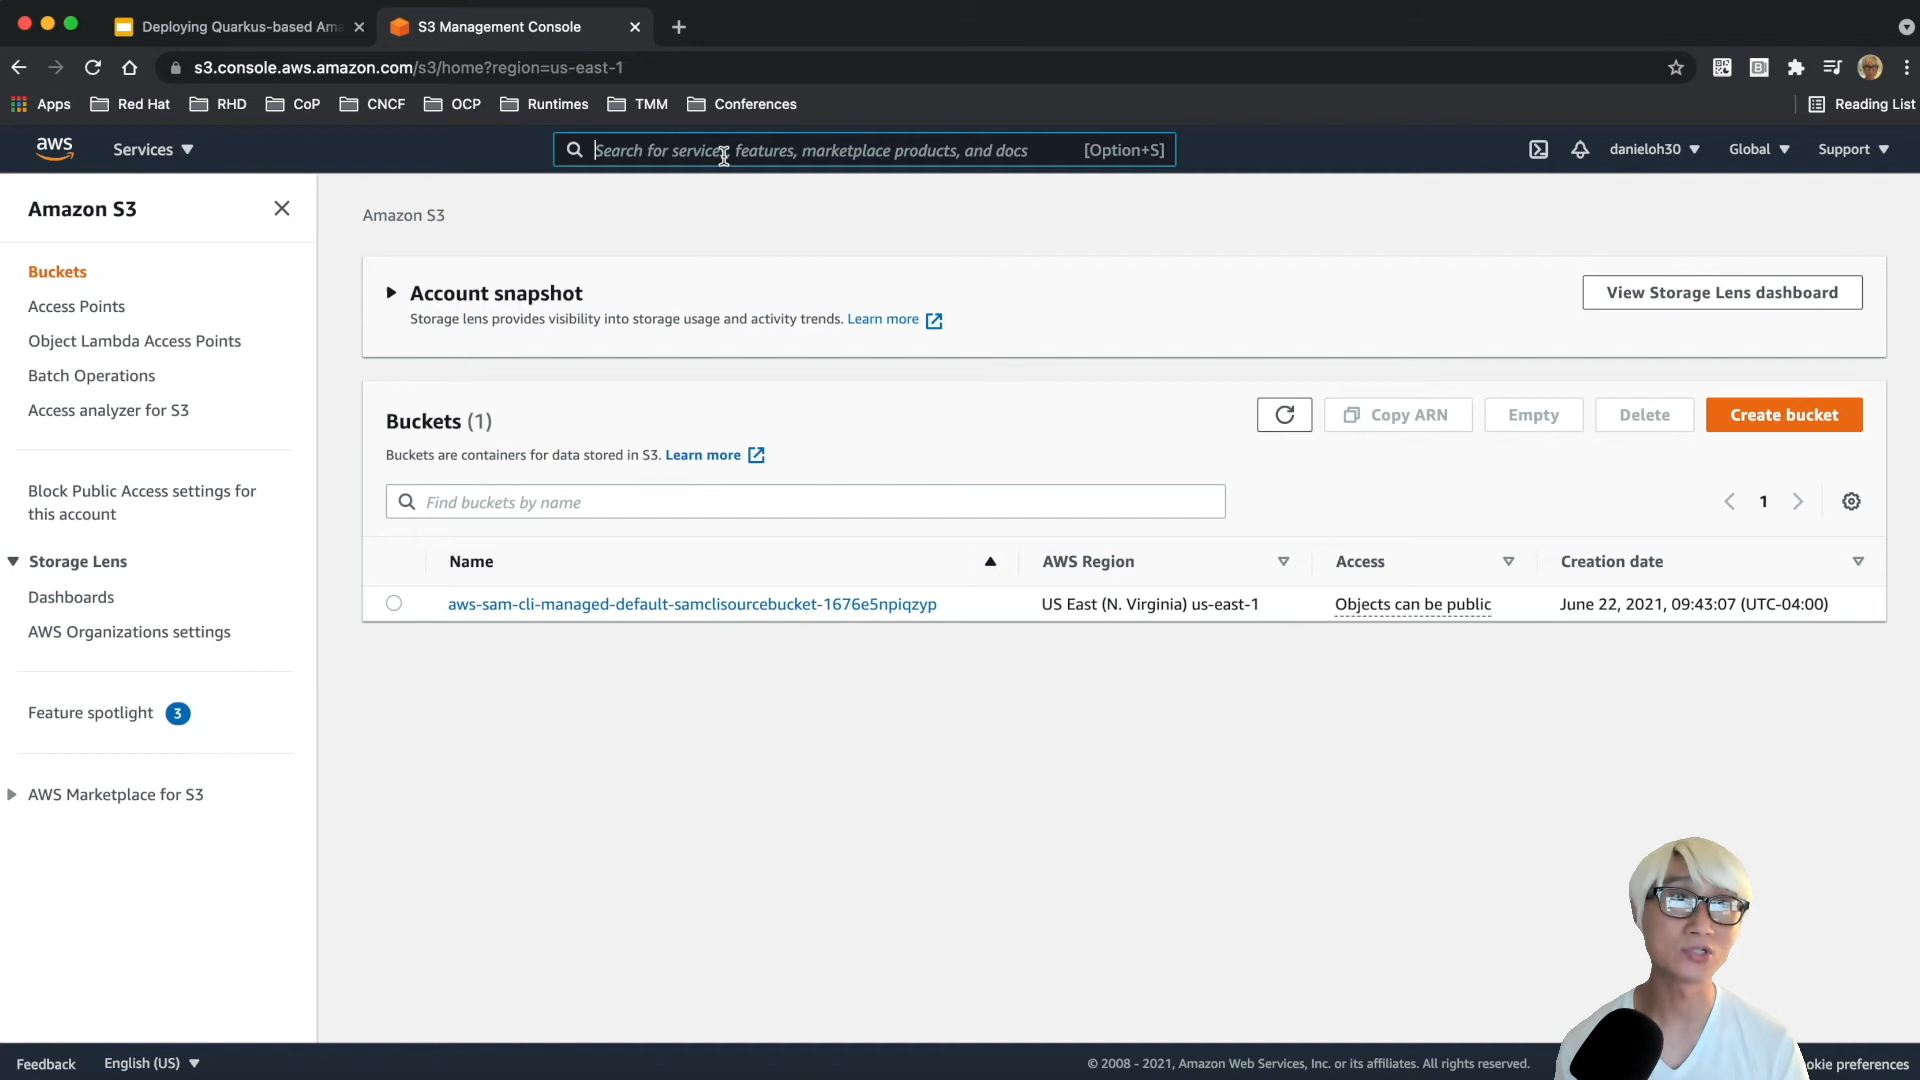 Deploying Quarkus-based Ama
S3 Management Console
s3.console.aws.amazon.com/s3/home?region=us-east-1
Apps
Red Hat
RHD
CoP
CNCF
OCP
Runtimes
TMM
Conferences
Reading List
aws
Services
Search for services, features, marketplace products, and docs
[Option+S]
danieloh30
Global
Support
Amazon S3
Buckets
Access Points
Object Lambda Access Points
Batch Operations
Access analyzer for S3
Block Public Access settings for
this account
Storage Lens
Dashboards
AWS Organizations settings
Feature spotlight 3
AWS Marketplace for S3
Amazon S3
Account snapshot
View Storage Lens dashboard
Storage lens provides visibility into storage usage and activity trends. Learn more
Buckets (1)
Copy ARN
Empty
Delete
Create bucket
Buckets are containers for data stored in S3. Learn more
Find buckets by name
1
Name
AWS Region
Access
Creation date
aws-sam-cli-managed-default-samclisourcebucket-1676e5npiqzyp
US East (N. Virginia) us-east-1
Objects can be public
June 22, 2021, 09:43:07 (UTC-04:00)
Feedback
English (US)
© 2008 - 2021, Amazon Web Services, Inc. or its affiliates. All rights reserved.
okie preferences